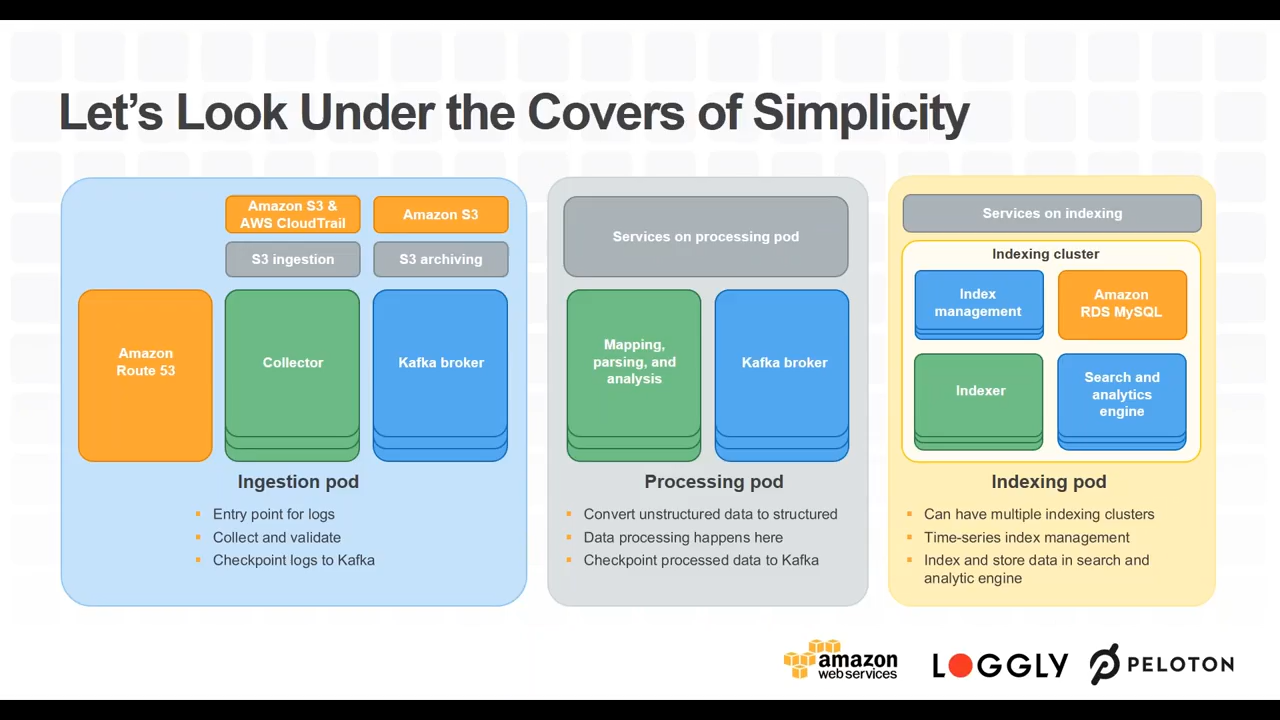 Let's Look Under the Covers of Simplicity
Amazon S3 &
AWS CloudTrail
Amazon S3
S3 ingestion
S3 archiving
Amazon
Route 53
Collector
Kafka broker
Ingestion pod
▪ Entry point for logs
▪ Collect and validate
▪ Checkpoint logs to Kafka
Services on processing pod
Mapping,
parsing, and
analysis
Kafka broker
Processing pod
▪ Convert unstructured data to structured
▪ Data processing happens here
▪ Checkpoint processed data to Kafka
Services on indexing
Indexing cluster
Index
management
Amazon
RDS MySQL
Indexer
Search and
analytics
engine
Indexing pod
▪ Can have multiple indexing clusters
▪ Time-series index management
▪ Index and store data in search and
analytic engine
amazon
webservices
LOGGLY
PELOTON